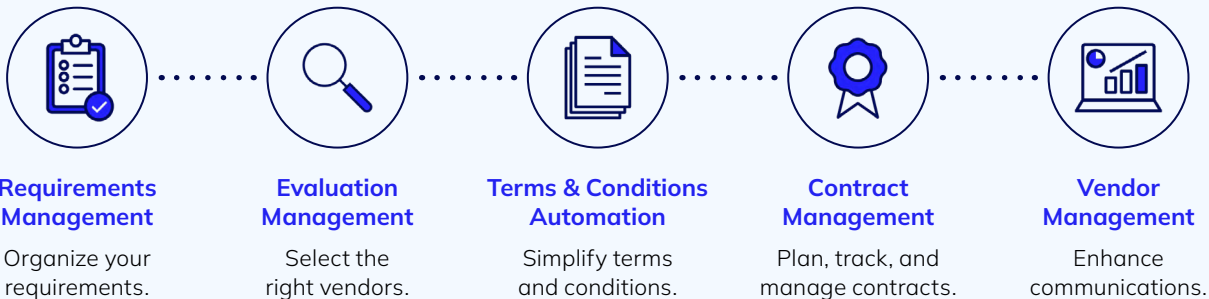 Requirements
Management
Organize your
requirements.
Evaluation
Management
Select the
right vendors.
Terms & Conditions
Automation
Simplify terms
and conditions.
Contract
Management
Plan, track, and
manage contracts.
Vendor
Management
Enhance
communications.